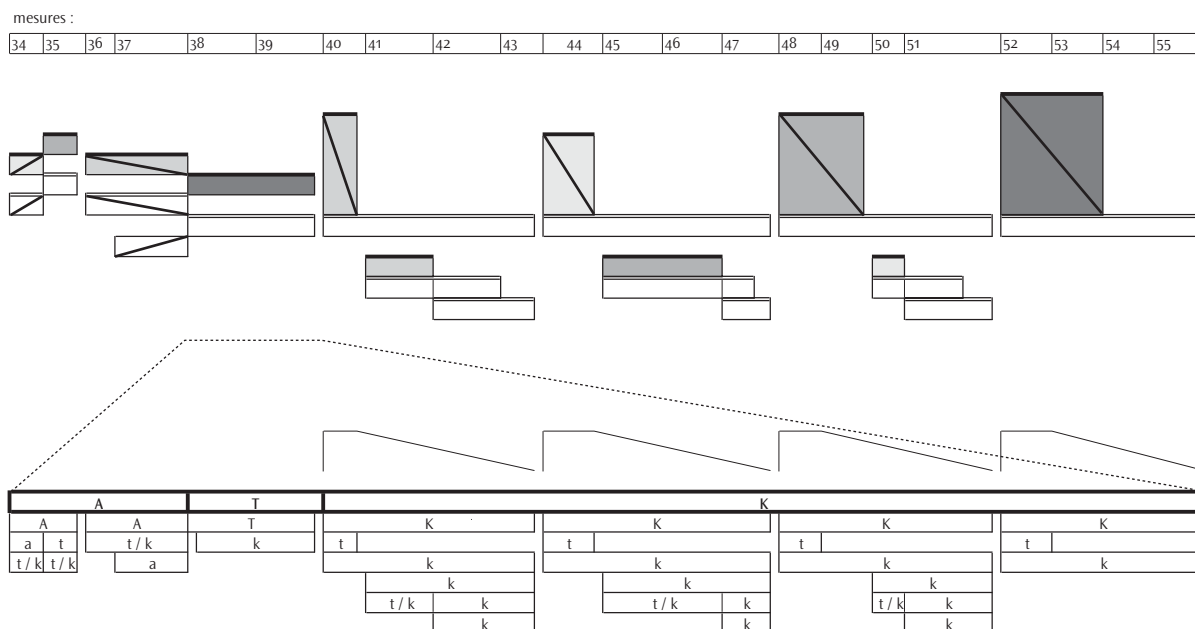 mesures :
34 35 36 37 38 39 40 41 42 43 44 45 46 47 48 49 50 51 52 53 54 55
A T K
A A T K K K K
a t t / k k t t t t
t / k t / k a k k k k
k k k
t / k k t / k k t / k k
k k k